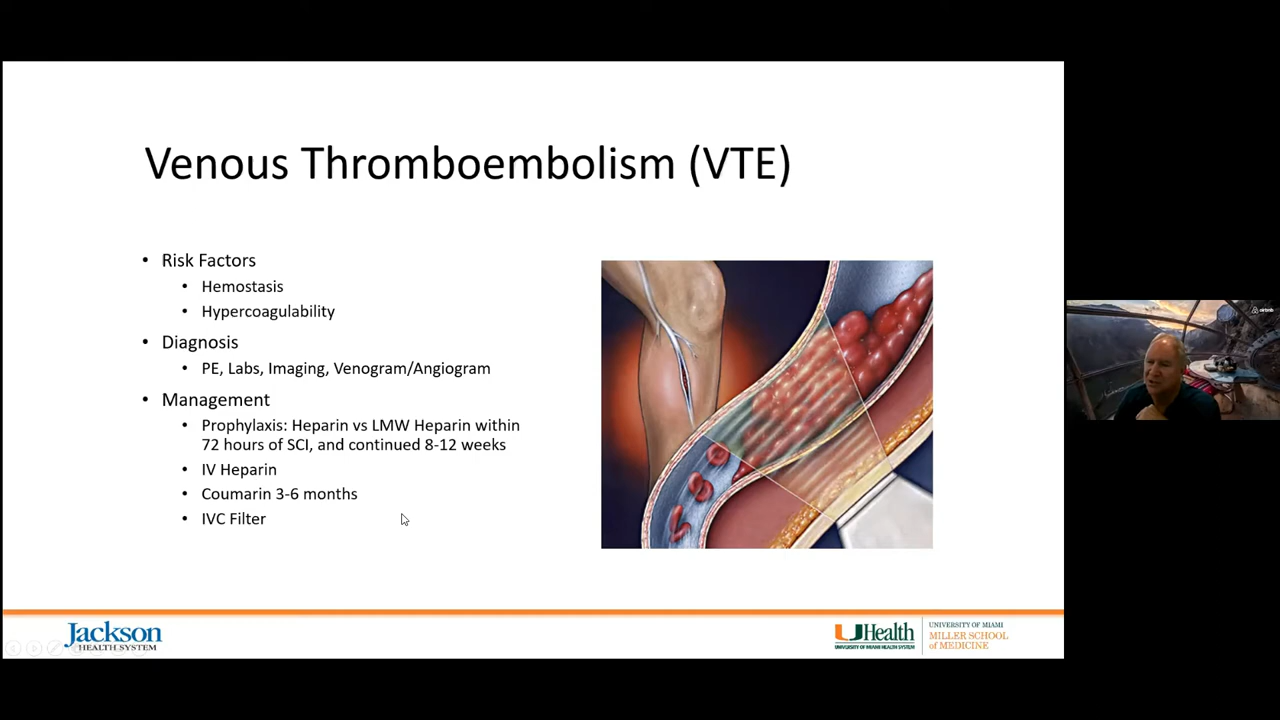 Venous Thromboembolism (VTE)
• Risk Factors
• Hemostasis
• Hypercoagulability
• Diagnosis
• PE, Labs, Imaging, Venogram/Angiogram
• Management
• Prophylaxis: Heparin vs LMW Heparin within
72 hours of SCI, and continued 8-12 weeks
• IV Heparin
• Coumarin 3-6 months
• IVC Filter
airbnb
Jackson
HEALTH SYSTEM
UHealth
UNIVERSITY OF MIAMI HEALTH SYSTEM
UNIVERSITY OF MIAMI
MILLER SCHOOL
of MEDICINE